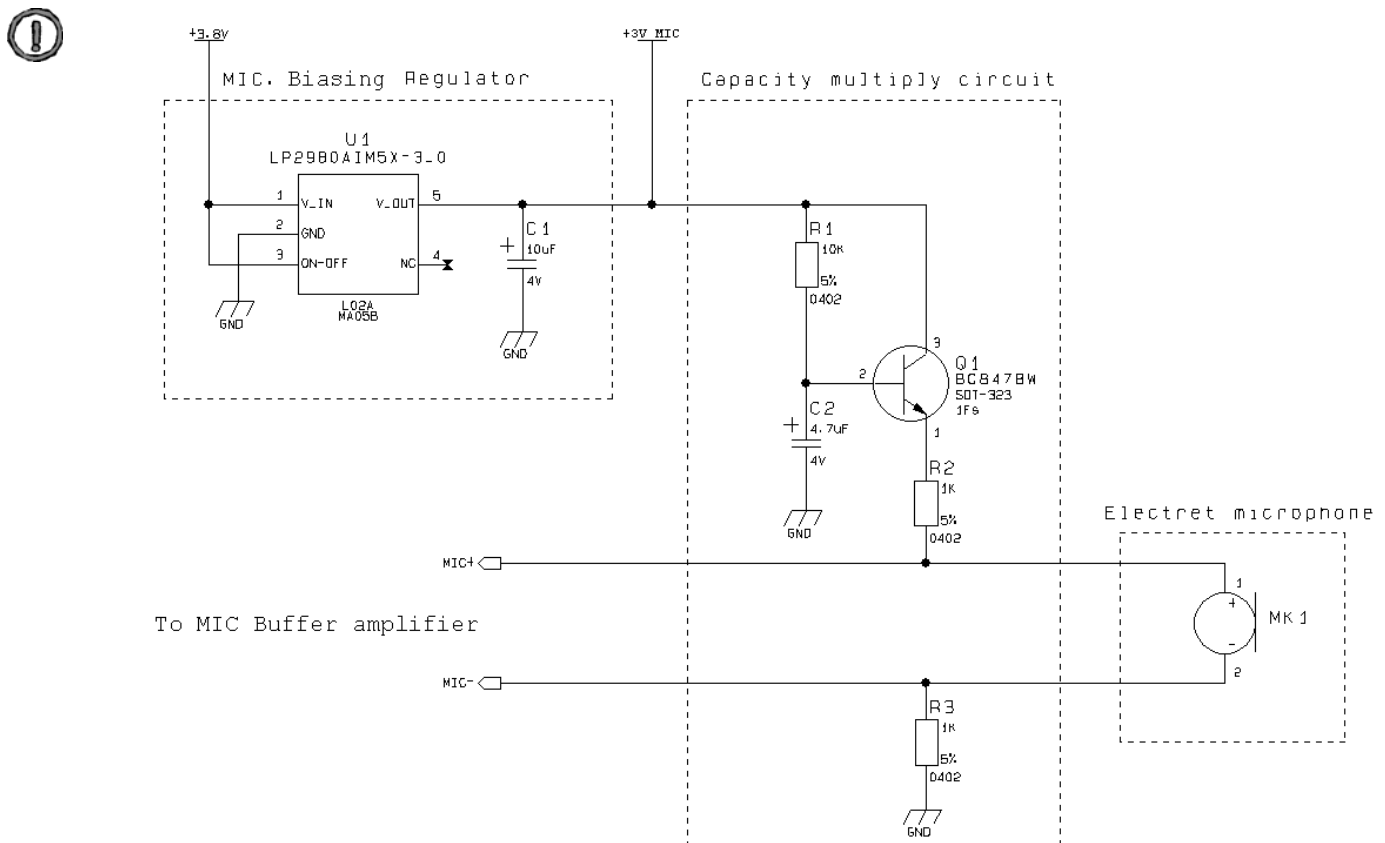 +3.8V
+3V MIC
MIC. Biasing Regulator
Capacity multiply circuit
U1
LP2980AIM5X-3_0
1
V_IN
V_OUT
5
2
GND
3
ON-OFF
NC
4
L02A
MA05B
GND
C1
+
10uF
4V
GND
R1
10K
5%
0402
2
3
Q1
BC847BW
SOT-323
1Fs
1
C2
+
4.7uF
4V
GND
R2
1K
5%
0402
Electret microphone
MIC+
1
+
MK1
-
2
To MIC Buffer amplifier
MIC-
R3
1K
5%
0402
GND